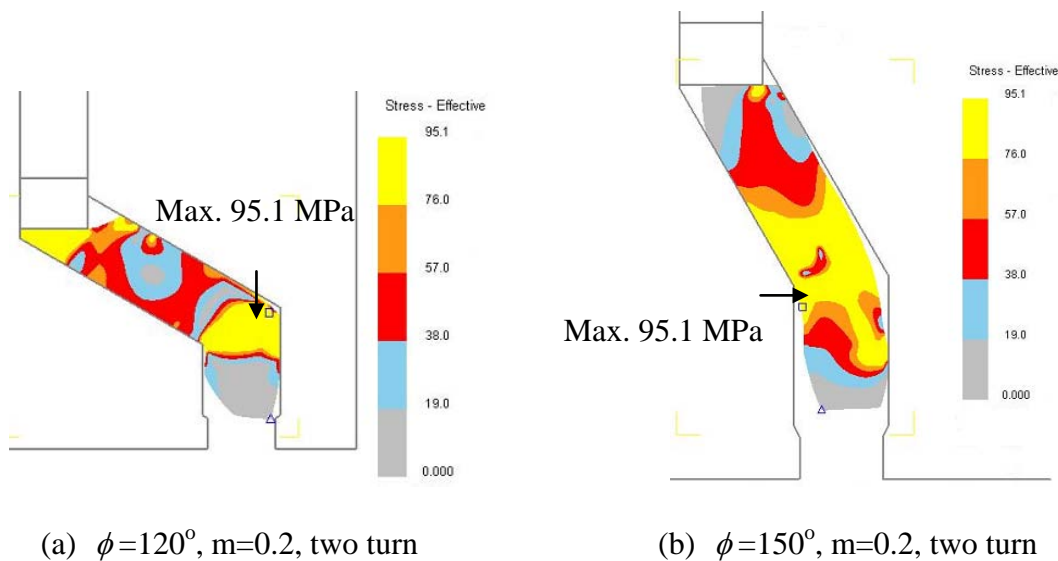 Stress - Effective
95.1
76.0
57.0
38.0
19.0
0.000
Max. 95.1 MPa
(a) ϕ=120°, m=0.2, two turn
Stress - Effective
95.1
76.0
57.0
38.0
19.0
0.000
Max. 95.1 MPa
(b) ϕ=150°, m=0.2, two turn